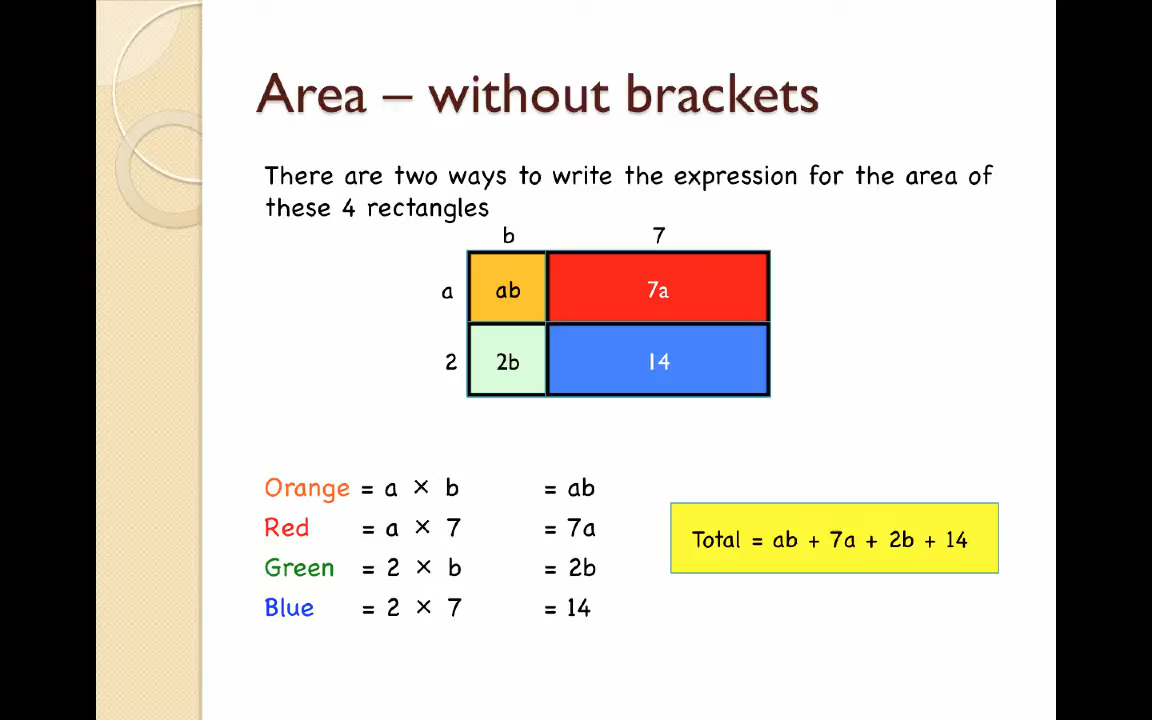 Area – without brackets
There are two ways to write the expression for the area of
these 4 rectangles
b 7
a ab 7a
2 2b 14
Orange = a × b = ab
Red = a × 7 = 7a
Green = 2 × b = 2b
Blue = 2 × 7 = 14
Total = ab + 7a + 2b + 14